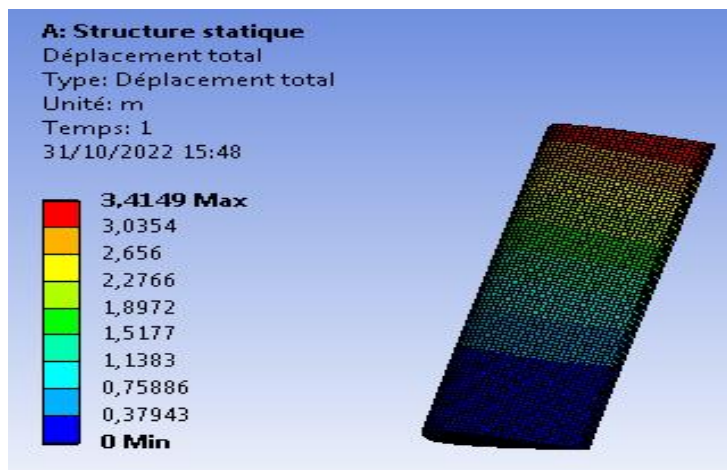 A: Structure statique
Déplacement total
Type: Déplacement total
Unité: m
Temps: 1
31/10/2022 15:48
3,4149 Max
3,0354
2,656
2,2766
1,8972
1,5177
1,1383
0,75886
0,37943
0 Min